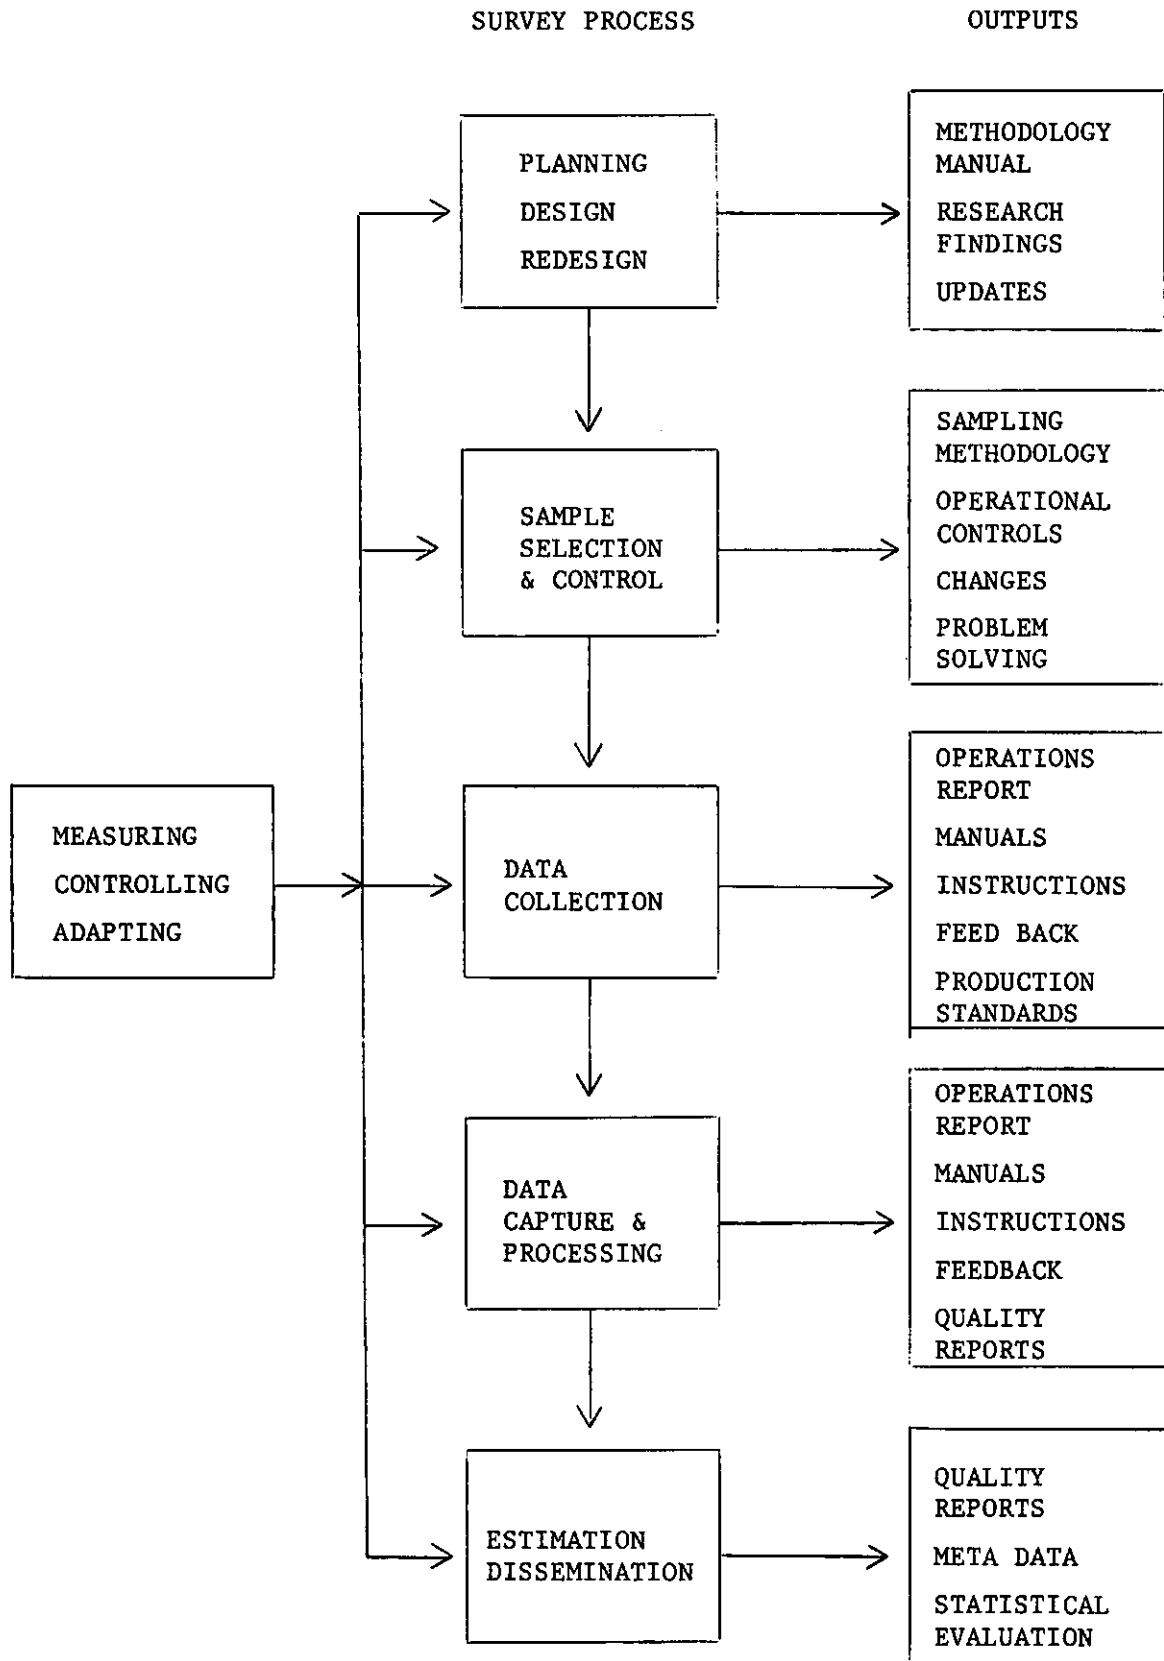 SURVEY PROCESS
OUTPUTS
PLANNING
DESIGN
REDESIGN
METHODOLOGY
MANUAL
RESEARCH
FINDINGS
UPDATES
SAMPLE
SELECTION
& CONTROL
SAMPLING
METHODOLOGY
OPERATIONAL
CONTROLS
CHANGES
PROBLEM
SOLVING
MEASURING
CONTROLLING
ADAPTING
DATA
COLLECTION
OPERATIONS
REPORT
MANUALS
INSTRUCTIONS
FEED BACK
PRODUCTION
STANDARDS
DATA
CAPTURE &
PROCESSING
OPERATIONS
REPORT
MANUALS
INSTRUCTIONS
FEEDBACK
QUALITY
REPORTS
ESTIMATION
DISSEMINATION
QUALITY
REPORTS
META DATA
STATISTICAL
EVALUATION